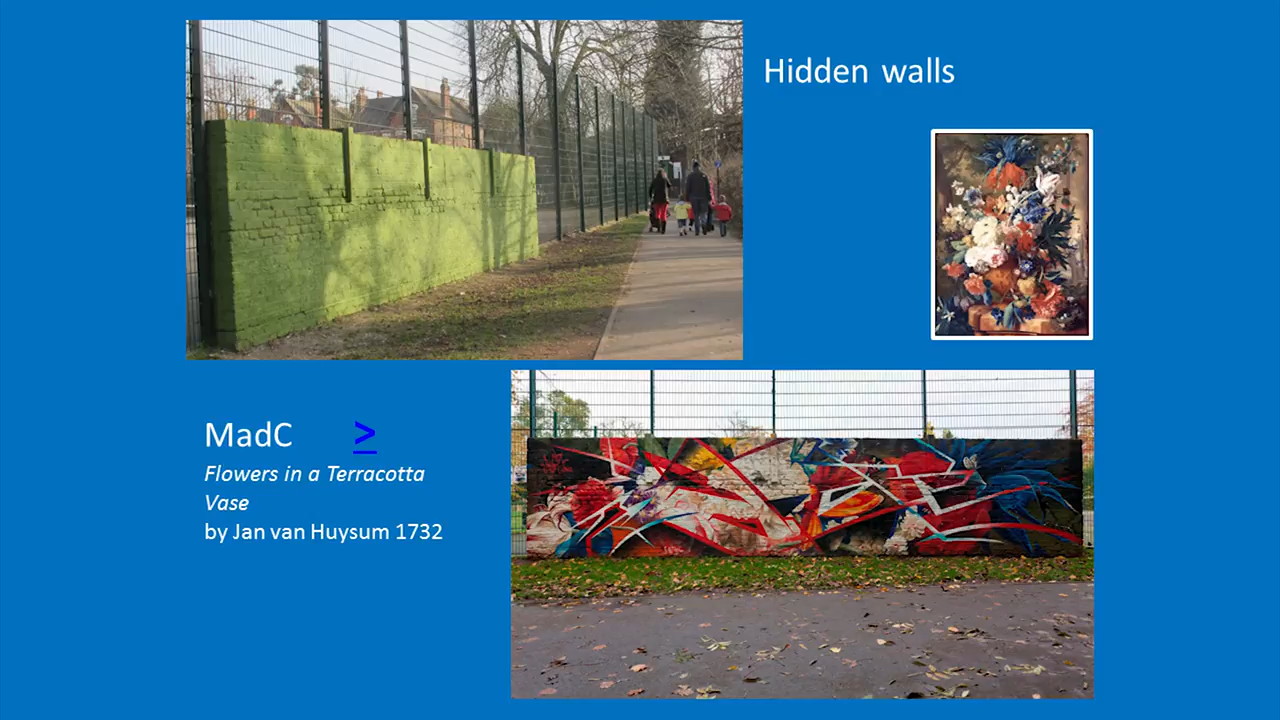 Hidden walls
MadC >
Flowers in a Terracotta
Vase
by Jan van Huysum 1732